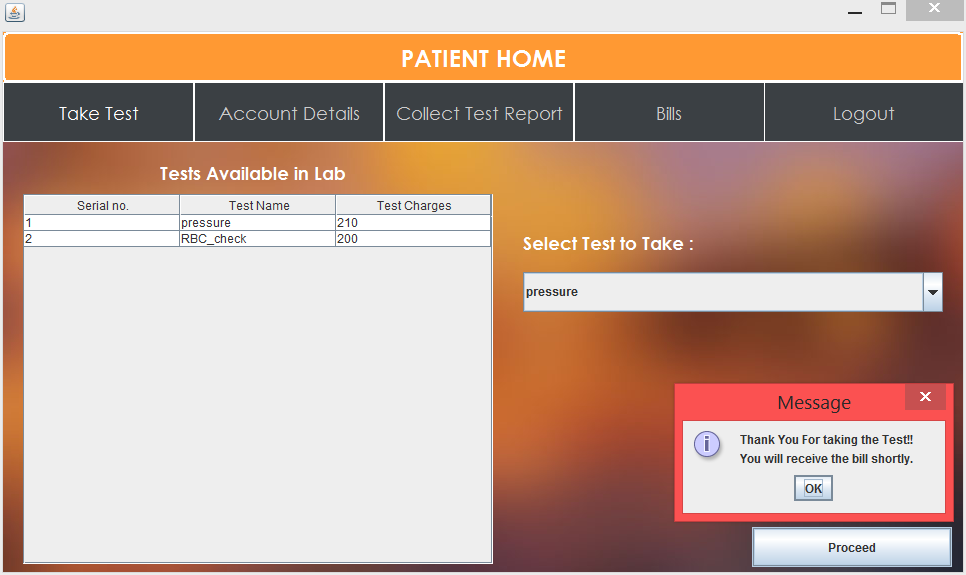 PATIENT HOME
Take Test Account Details Collect Test Report Bills Logout
Tests Available in Lab
Serial no. Test Name Test Charges
1 pressure 210
2 RBC_check 200
Select Test to Take :
pressure
Message
Thank You For taking the Test!!
You will receive the bill shortly.
OK
Proceed